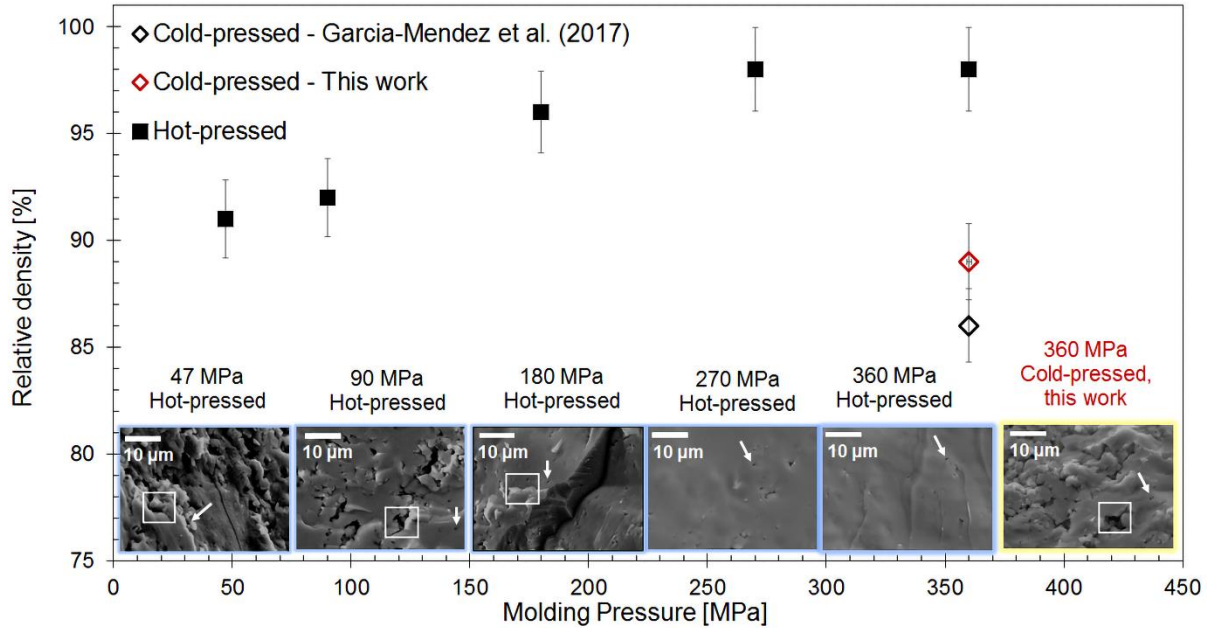 100
95
90
85
80
75
Relative density [%]
Cold-pressed - Garcia-Mendez et al. (2017)
Cold-pressed - This work
Hot-pressed
47 MPa
Hot-pressed
90 MPa
Hot-pressed
180 MPa
Hot-pressed
270 MPa
Hot-pressed
360 MPa
Hot-pressed
360 MPa
Cold-pressed,
this work
10 µm
10 µm
10 µm
10 µm
10 µm
10 µm
0
50
100
150
200
250
300
350
400
450
Molding Pressure [MPa]